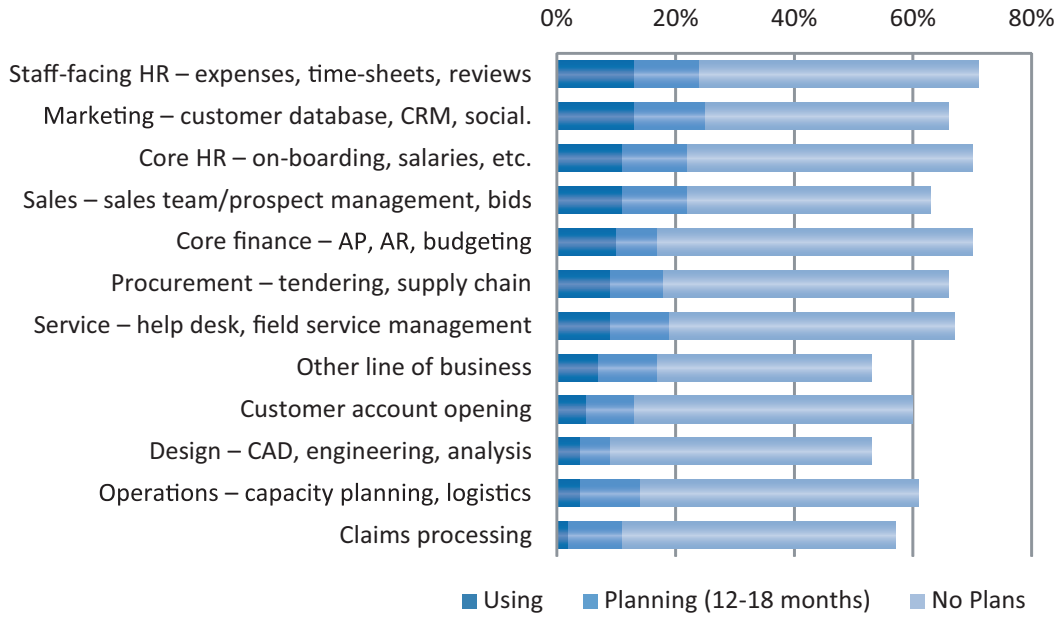 0% 20% 40% 60% 80%
Staff-facing HR – expenses, time-sheets, reviews
Marketing – customer database, CRM, social.
Core HR – on-boarding, salaries, etc.
Sales – sales team/prospect management, bids
Core finance – AP, AR, budgeting
Procurement – tendering, supply chain
Service – help desk, field service management
Other line of business
Customer account opening
Design – CAD, engineering, analysis
Operations – capacity planning, logistics
Claims processing
Using Planning (12-18 months) No Plans